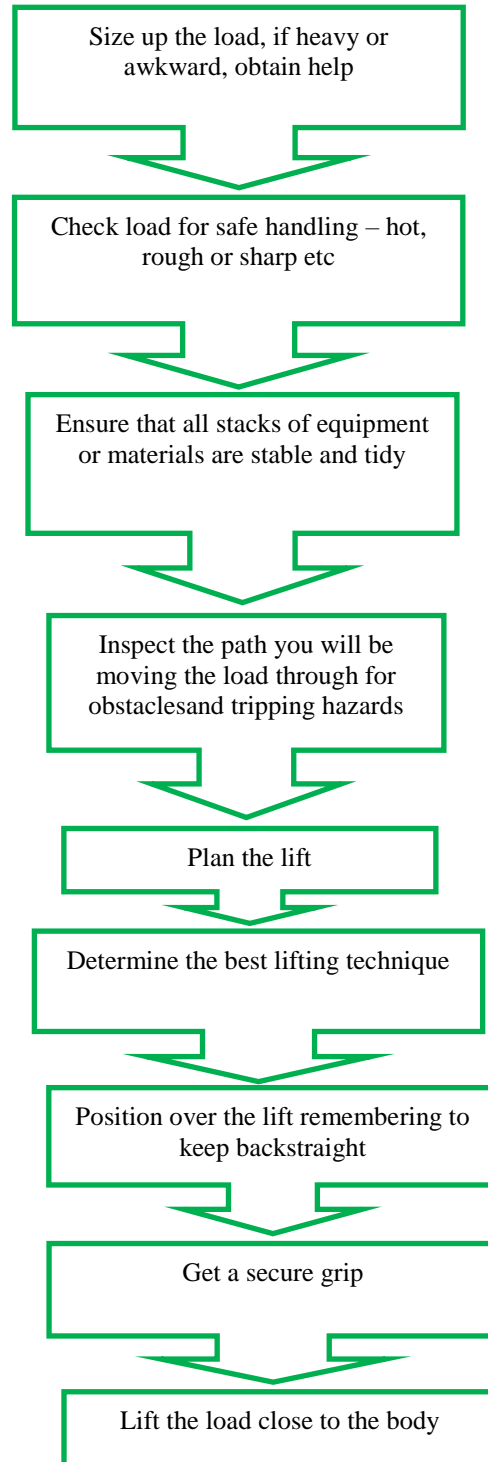 Size up the load, if heavy or
awkward, obtain help
Check load for safe handling – hot,
rough or sharp etc
Ensure that all stacks of equipment
or materials are stable and tidy
Inspect the path you will be
moving the load through for
obstaclesand tripping hazards
Plan the lift
Determine the best lifting technique
Position over the lift remembering to
keep backstraight
Get a secure grip
Lift the load close to the body